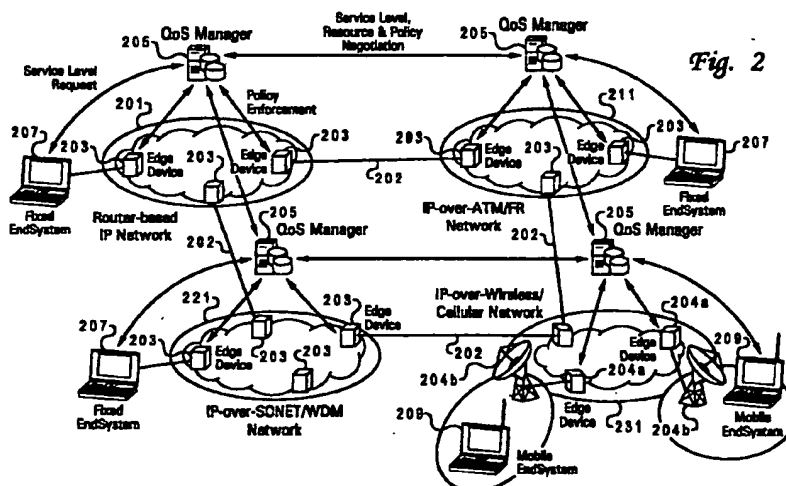 QoS Manager
205
Service Level,
Resource & Policy
Negotiation
205
QoS Manager
Fig. 2
Service Level
Request
201
Policy
Enforcement
211
207
203
203
203
203
207
Edge
Device
203
Edge
Device
202
Edge
Device
203
Edge
Device
Fixed
EndSystem
Router-based
IP Network
IP-over-ATM/FR
Network
Fixed
EndSystem
202
205
QoS Manager
202
205
QoS Manager
221
203
Edge
Device
IP-over-Wireless/
Cellular Network
204a
207
203
Edge
Device
203
203
202
204b
Edge
Device
204a
209
Fixed
EndSystem
IP-over-SONET/WDM
Network
209
Edge
Device
231
204b
Mobile
EndSystem
Mobile
EndSystem